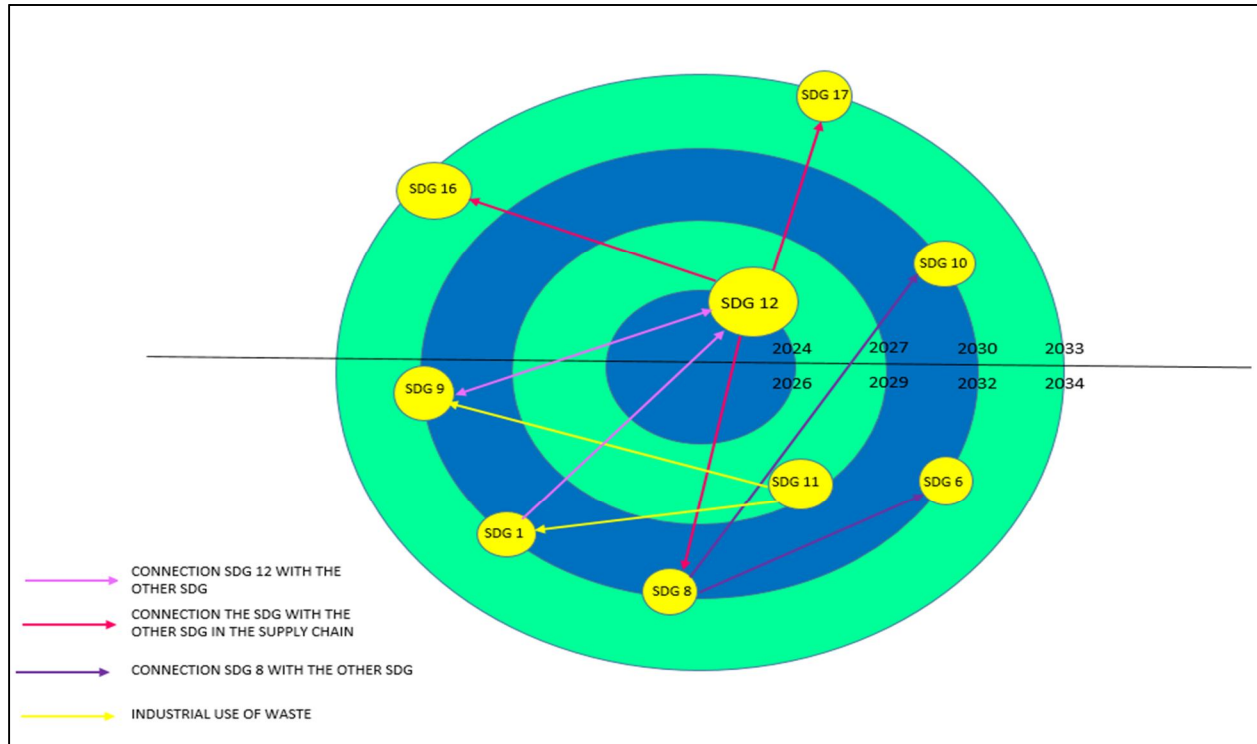 SDG 17
SDG 16
SDG 10
SDG 12
2024 2027 2030 2033
2026 2029 2032 2034
SDG 9
SDG 11
SDG 6
SDG 1
SDG 8
CONNECTION SDG 12 WITH THE
OTHER SDG
CONNECTION THE SDG WITH THE
OTHER SDG IN THE SUPPLY CHAIN
CONNECTION SDG 8 WITH THE OTHER SDG
INDUSTRIAL USE OF WASTE